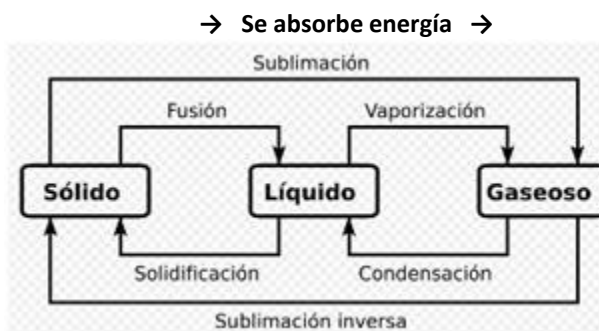 → Se absorbe energía →
Sublimación
Fusión Vaporización
Sólido Líquido Gaseoso
Solidificación Condensación
Sublimación inversa